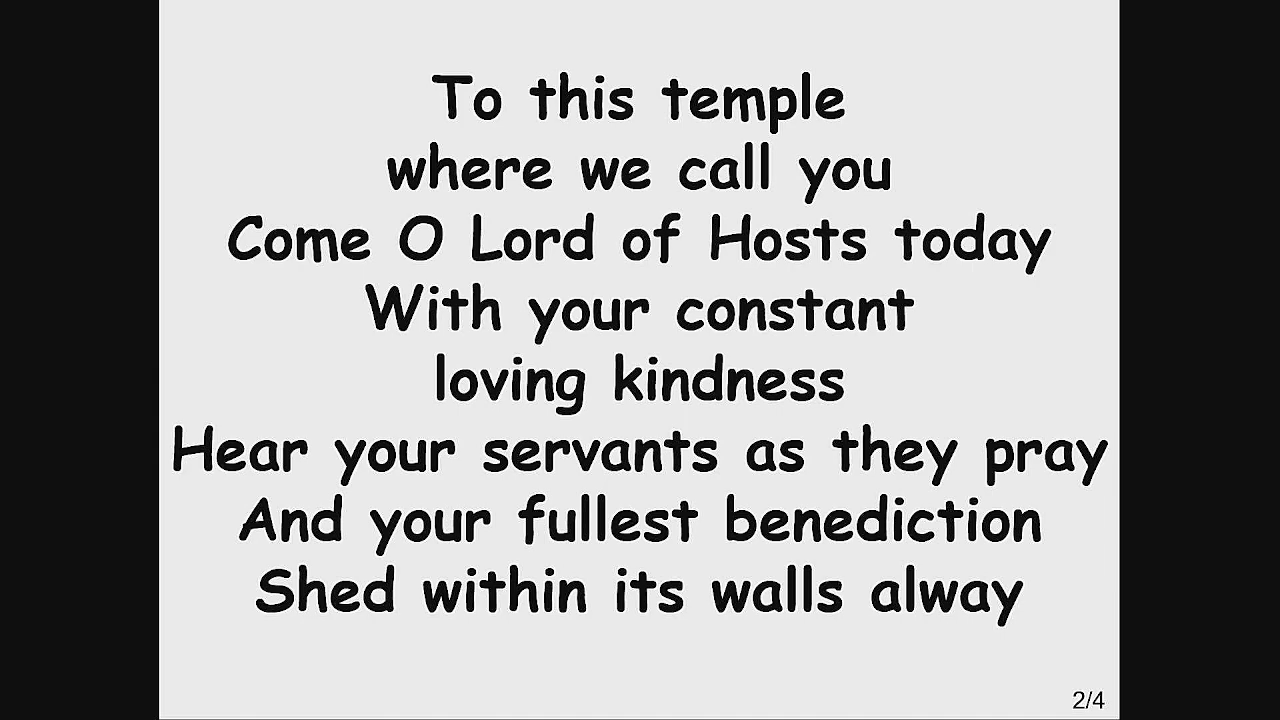 To this temple
where we call you
Come O Lord of Hosts today
With your constant
loving kindness
Hear your servants as they pray
And your fullest benediction
Shed within its walls alway
2/4